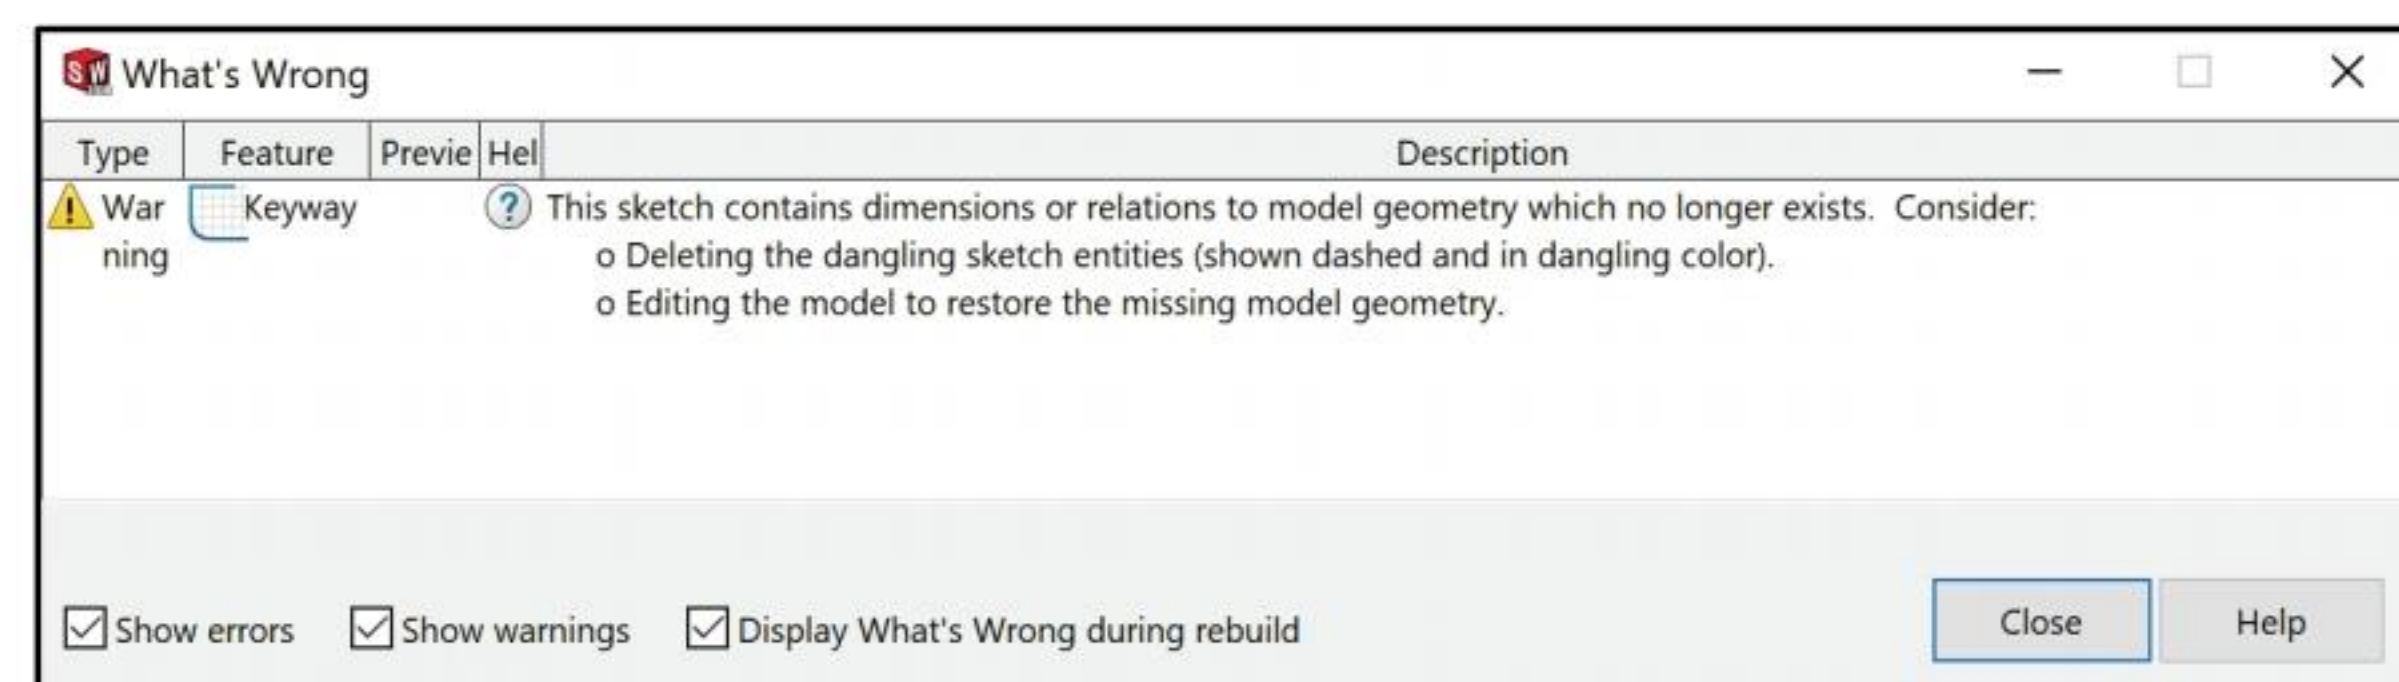 SW What's Wrong
Type Feature Previe Hel Description
War Keyway ? This sketch contains dimensions or relations to model geometry which no longer exists. Consider:
ning o Deleting the dangling sketch entities (shown dashed and in dangling color).
o Editing the model to restore the missing model geometry.
Show errors Show warnings Display What's Wrong during rebuild Close Help